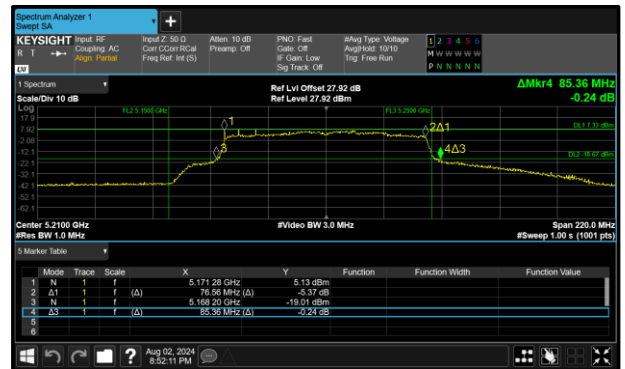 Spectrum Analyzer 1
Swept SA
KEYSIGHT Input: RF Input Z: 50 Ω Atten: 10 dB PNO: Fast #Avg Type: Voltage 1 2 3 4 5 6
R T Coupling: AC Corr CCorr RCal Preamp: Off Gate: Off Avg|Hold: 10/10 M W W W W W
Align: Partial Freq Ref: Int (S) IF Gain: Low Trig: Free Run
Sig Track: Off P N N N N N
LXI
1 Spectrum ΔMkr4 85.36 MHz
Scale/Div 10 dB Ref Lvl Offset 27.92 dB
Ref Level 27.92 dBm -0.24 dB
Log
17.9 FL2 5.1500 GHz FL3 5.2500 GHz
1
7.92 2Δ1 DL1 7.33 dBm
-2.08
-12.1 3 4Δ3
-22.1 DL2 -18.67 dBm
-32.1
-42.1
-52.1
-62.1
Center 5.2100 GHz #Video BW 3.0 MHz Span 220.0 MHz
#Res BW 1.0 MHz #Sweep 1.00 s (1001 pts)
5 Marker Table
Mode Trace Scale X Y Function Function Width Function Value
1 N 1 f 5.171 28 GHz 5.13 dBm
2 Δ1 1 f (Δ) 76.56 MHz (Δ) -5.37 dB
3 N 1 f 5.168 20 GHz -19.01 dBm
4 Δ3 1 f (Δ) 85.36 MHz (Δ) -0.24 dB
5
6
? Aug 02, 2024
8:52:11 PM